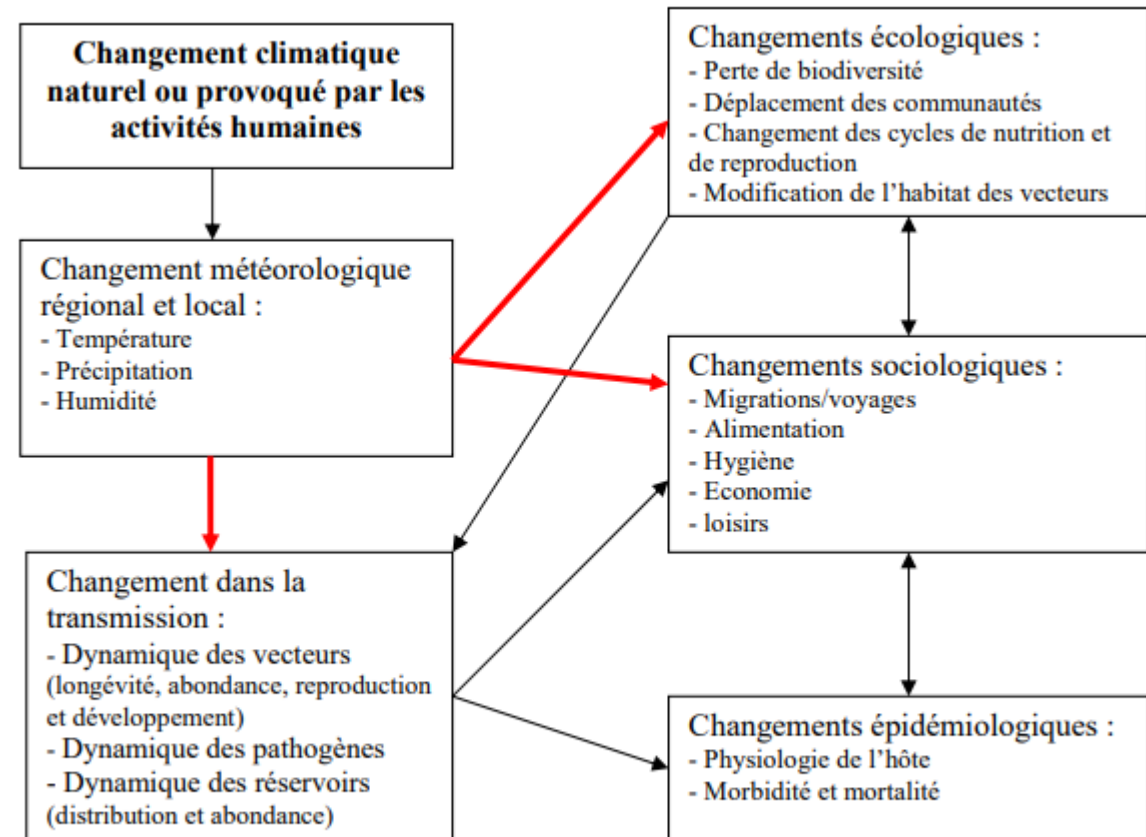 Changement climatique
naturel ou provoqué par les
activités humaines
Changement météorologique
régional et local :
- Température
- Précipitation
- Humidité
Changement dans la
transmission :
- Dynamique des vecteurs
(longévité, abondance, reproduction
et développement)
- Dynamique des pathogènes
- Dynamique des réservoirs
(distribution et abondance)
Changements écologiques :
- Perte de biodiversité
- Déplacement des communautés
- Changement des cycles de nutrition et
de reproduction
- Modification de l’habitat des vecteurs
Changements sociologiques :
- Migrations/voyages
- Alimentation
- Hygiène
- Economie
- loisirs
Changements épidémiologiques :
- Physiologie de l’hôte
- Morbidité et mortalité